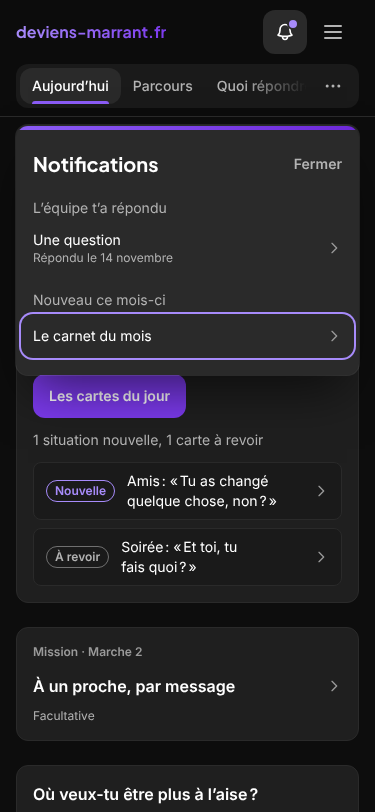 deviens-marrant.fr
Aujourd’hui
Parcours
Quoi répond
Notifications
Fermer
L’équipe t’a répondu
Une question
Répondu le 14 novembre
Nouveau ce mois-ci
Le carnet du mois
Les cartes du jour
1 situation nouvelle, 1 carte à revoir
Nouvelle
Amis : « Tu as changé
quelque chose, non ? »
À revoir
Soirée : « Et toi, tu
fais quoi ? »
Mission · Marche 2
À un proche, par message
Facultative
Où veux-tu être plus à l’aise ?